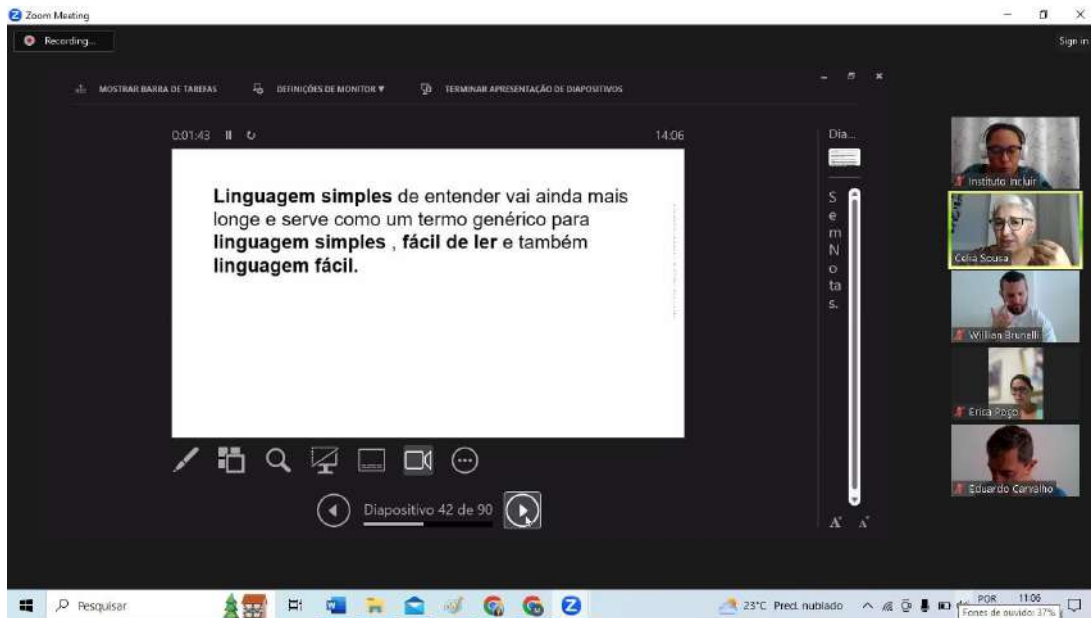 Zoom Meeting
Recording...
Sign in
MOSTRAR BARRA DE TAREFAS
DEFINIÇÕES DE MONITOR ▼
TERMINAR APRESENTAÇÃO DE DIAPOSITIVOS
0:01:43
14:06
Dia...
Linguagem simples de entender vai ainda mais
longe e serve como um termo genérico para
linguagem simples , fácil de ler e também
linguagem fácil.
S
e
m
N
o
ta
s.
Instituto Incluir
Celia Sousa
Willian Brunelli
Erica
Eduardo Carvalho
Diapositivo 42 de 90
A A
Pesquisar
23°C Pred. nublado
POR
11:06
Fones de ouvido: 37%